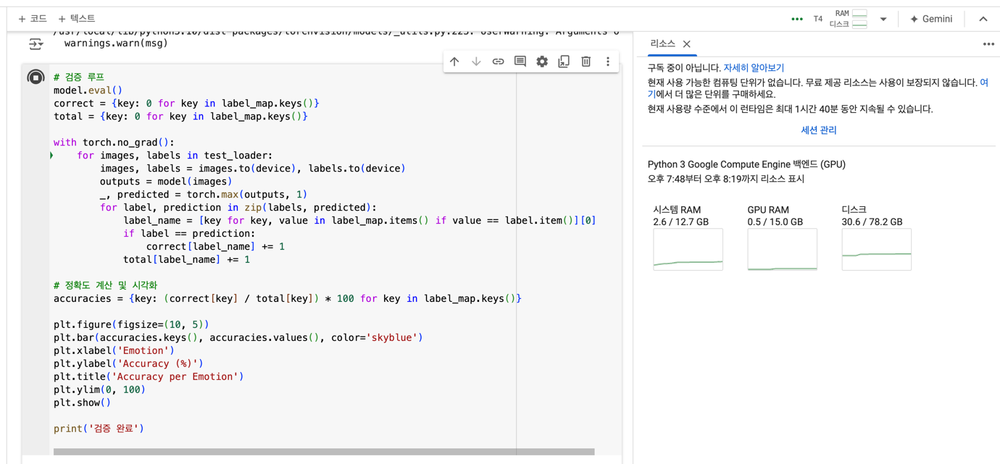 + 코드 + 텍스트
T4
RAM
디스크
Gemini
/usr/local/lib/python3.10/dist-packages/torchvision/models/_utils.py:223: UserWarning: Arguments o
warnings.warn(msg)
# 검증 루프
model.eval()
correct = {key: 0 for key in label_map.keys()}
total = {key: 0 for key in label_map.keys()}
with torch.no_grad():
for images, labels in test_loader:
images, labels = images.to(device), labels.to(device)
outputs = model(images)
_, predicted = torch.max(outputs, 1)
for label, prediction in zip(labels, predicted):
label_name = [key for key, value in label_map.items() if value == label.item()][0]
if label == prediction:
correct[label_name] += 1
total[label_name] += 1
# 정확도 계산 및 시각화
accuracies = {key: (correct[key] / total[key]) * 100 for key in label_map.keys()}
plt.figure(figsize=(10, 5))
plt.bar(accuracies.keys(), accuracies.values(), color='skyblue')
plt.xlabel('Emotion')
plt.ylabel('Accuracy (%)')
plt.title('Accuracy per Emotion')
plt.ylim(0, 100)
plt.show()
print('검증 완료')
리소스
구독 중이 아닙니다. 자세히 알아보기
현재 사용 가능한 컴퓨팅 단위가 없습니다. 무료 제공 리소스는 사용이 보장되지 않습니다. 여
기에서 더 많은 단위를 구매하세요.
현재 사용량 수준에서 이 런타임은 최대 1시간 40분 동안 지속될 수 있습니다.
세션 관리
Python 3 Google Compute Engine 백엔드 (GPU)
오후 7:48부터 오후 8:19까지 리소스 표시
시스템 RAM
2.6 / 12.7 GB
GPU RAM
0.5 / 15.0 GB
디스크
30.6 / 78.2 GB